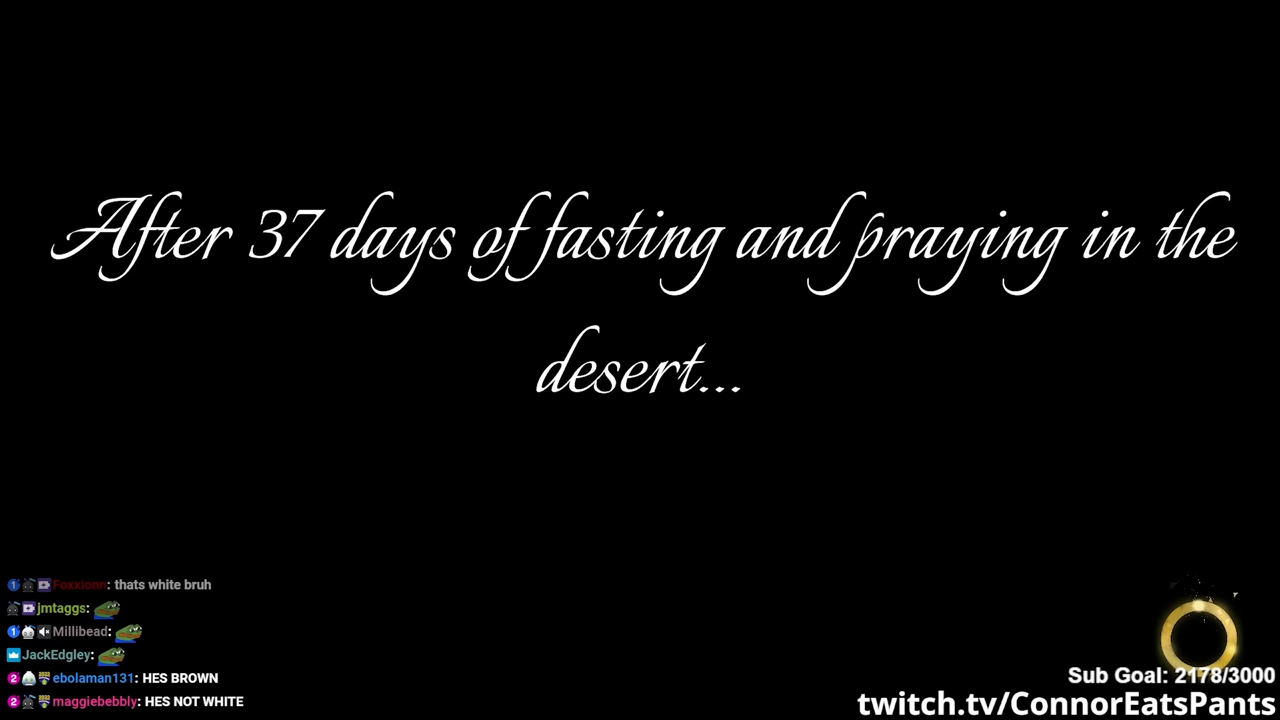 After 37 days of fasting and praying in the
desert...
Foxxionn: thats white bruh
jmtaggs:
Millibead:
JackEdgley:
ebolaman131: HES BROWN
maggiebebbly: HES NOT WHITE
Sub Goal: 2178/3000
twitch.tv/ConnorEatsPants